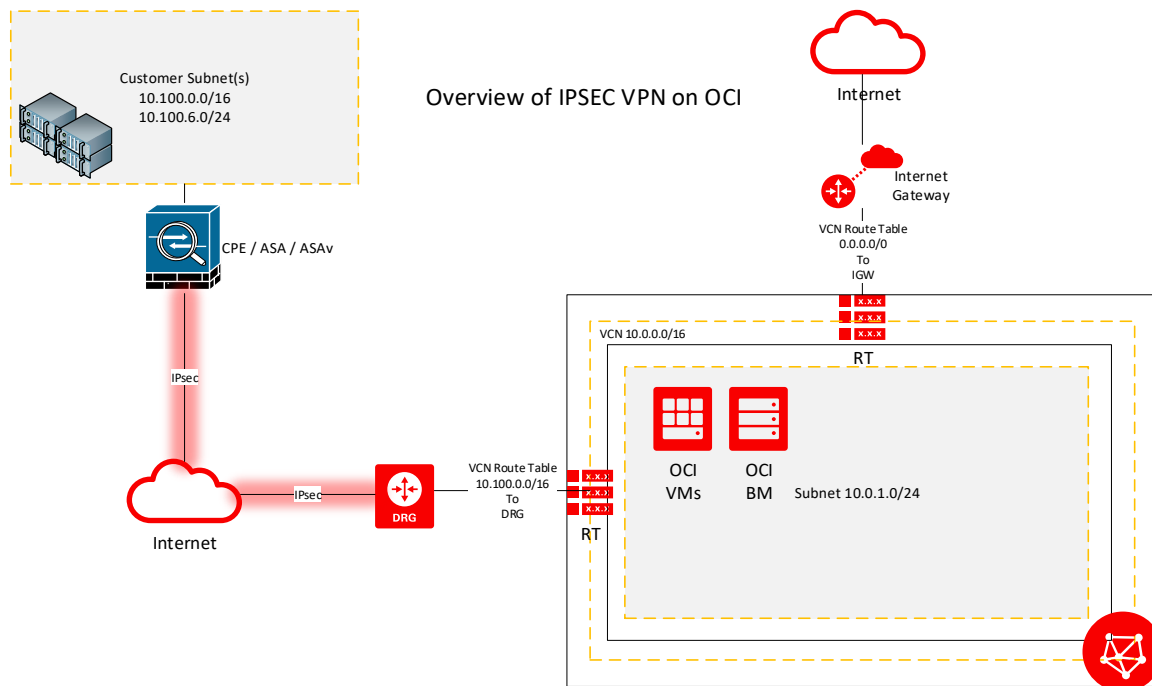 Customer Subnet(s)
10.100.0.0/16
10.100.6.0/24
Overview of IPSEC VPN on OCI
Internet
Internet
Gateway
VCN Route Table
0.0.0.0/0
To
IGW
CPE / ASA / ASAv
x.x.x
x.x.x
x.x.x
VCN 10.0.0.0/16
RT
IPsec
OCI
VMs
OCI
BM
Subnet 10.0.1.0/24
VCN Route Table
10.100.0.0/16
To
DRG
IPsec
DRG
x.x.x
x.x.x
x.x.x
RT
Internet